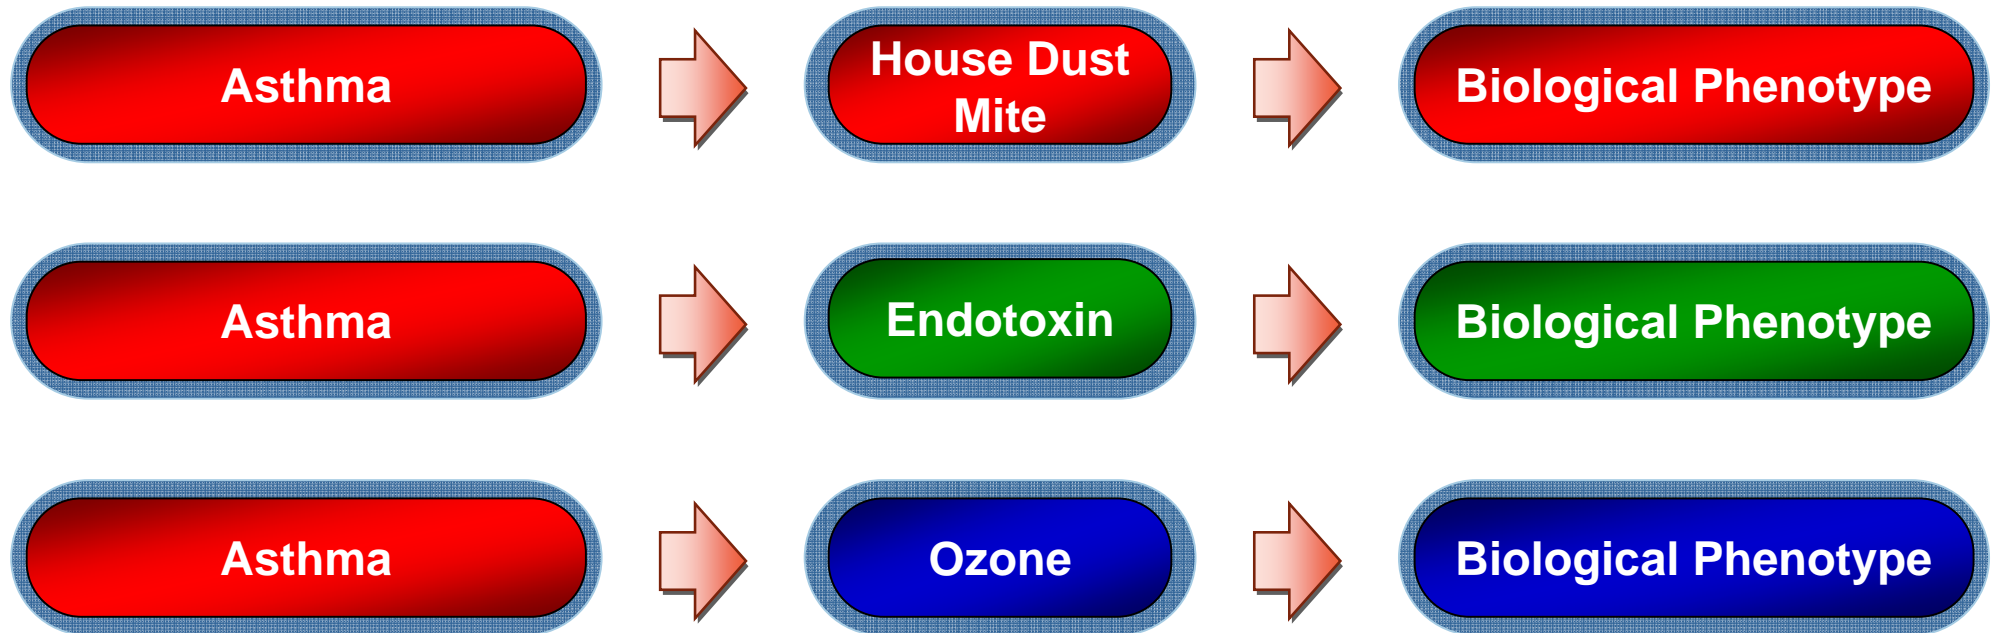 Asthma
House Dust
Mite
Biological Phenotype
Asthma
Endotoxin
Biological Phenotype
Asthma
Ozone
Biological Phenotype